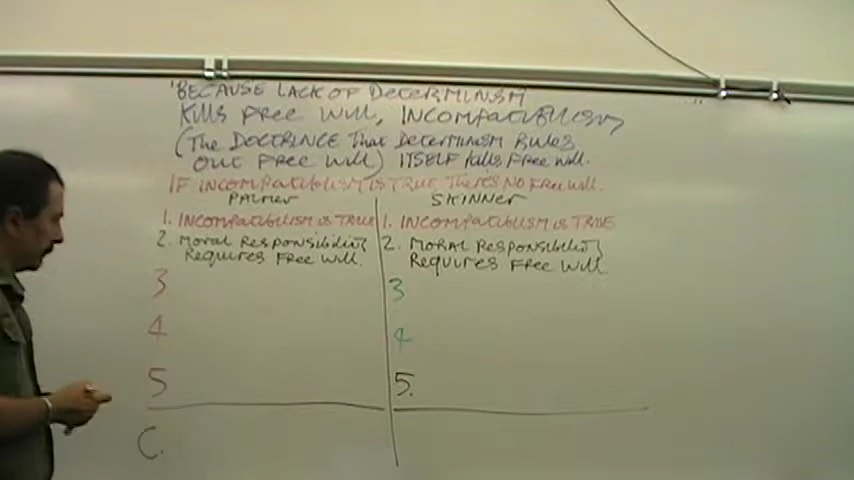 "BECAUSE LACK OF DETERMINISM
KILLS FREE WILL, INCOMPATIBILISM
(THE DOCTRINE THAT DETERMINISM RULES
OUT FREE WILL) ITSELF KILLS FREE WILL.
IF INCOMPATIBILISM IS TRUE THERE'S NO FREE WILL.
PALMER
1. INCOMPATIBILISM IS TRUE
2. MORAL RESPONSIBILITY
REQUIRES FREE WILL.
3
4
5
C.
SKINNER
1. INCOMPATIBILISM IS TRUE
2. MORAL RESPONSIBILITY
REQUIRES FREE WILL.
3
4
5.